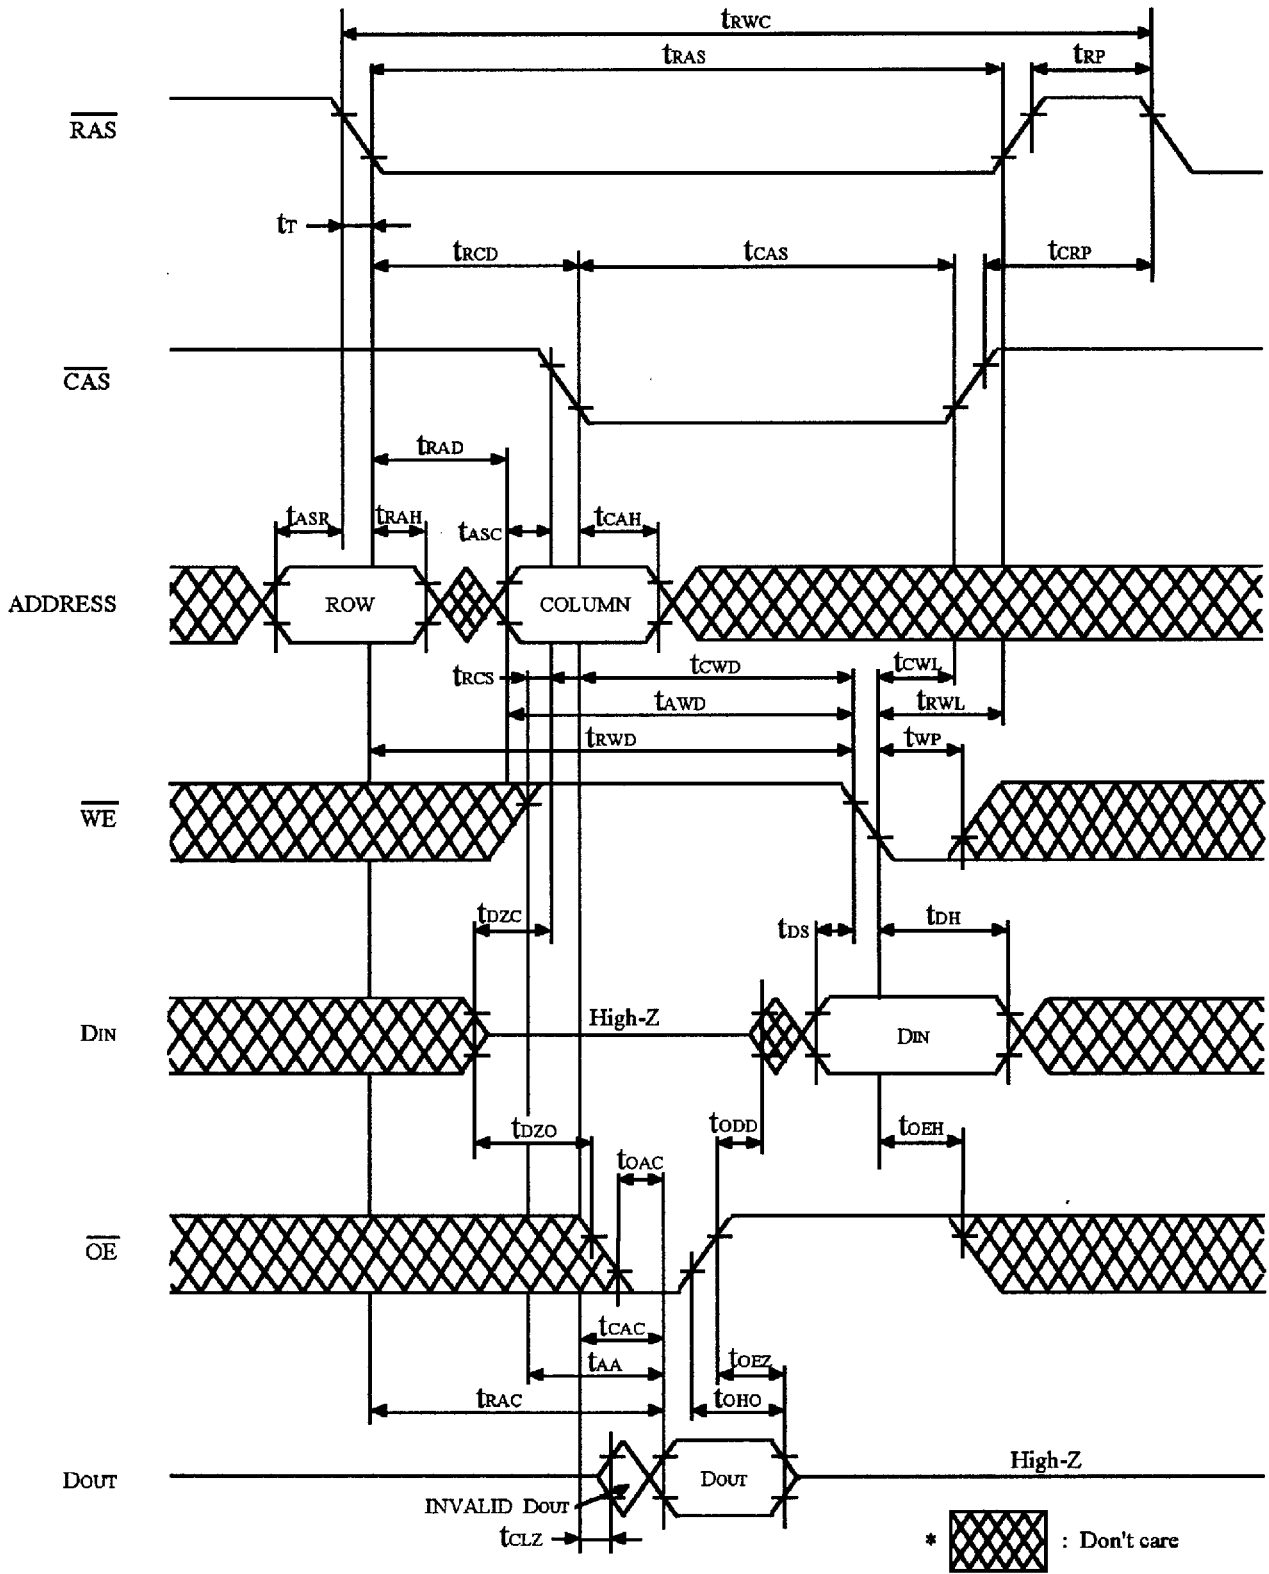 tRWC
tRAS
tRP
RAS
tT
tRCD
tCAS
tCRP
CAS
tRAD
tASR
tRAH
tASC
tCAH
ADDRESS
ROW
COLUMN
tRCS
tCWD
tCWL
tAWD
tRWL
tRWD
tWP
WE
tDZC
tDS
tDH
DIN
High-Z
DIN
tDZO
tODD
tOEH
tOAC
OE
tCAC
tAA
tOEZ
tRAC
tOHO
DOUT
DOUT
High-Z
INVALID DOUT
tCLZ
* : Don't care